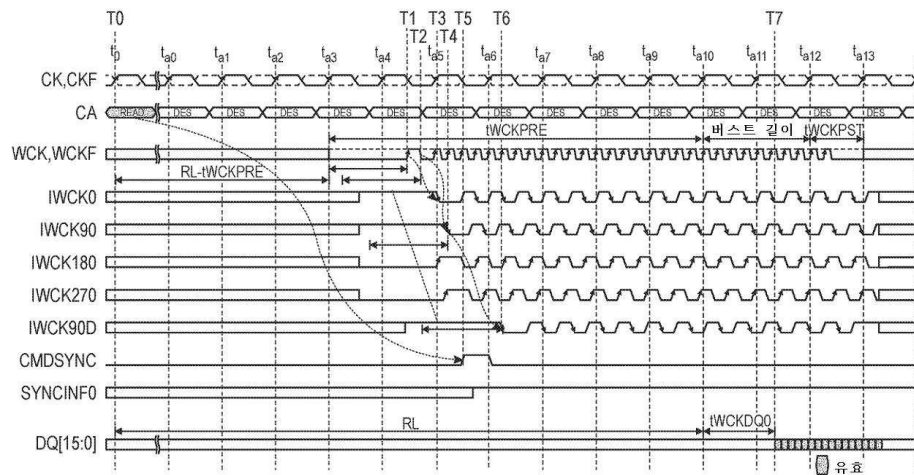 T0 T1 T3 T5 T6 T7
T2 T4
t0 ta0 ta1 ta2 ta3 ta4 ta5 ta6 ta7 ta8 ta9 ta10 ta11 ta12 ta13
CK,CKF
CA READ DES DES DES DES DES DES DES DES DES DES DES DES DES DES
tWCKPRE 버스트 길이 tWCKPST
WCK,WCKF
RL-tWCKPRE
IWCK0
IWCK90
IWCK180
IWCK270
IWCK90D
CMDSYNC
SYNCINF0
RL tWCKDQ0
DQ[15:0]
유효